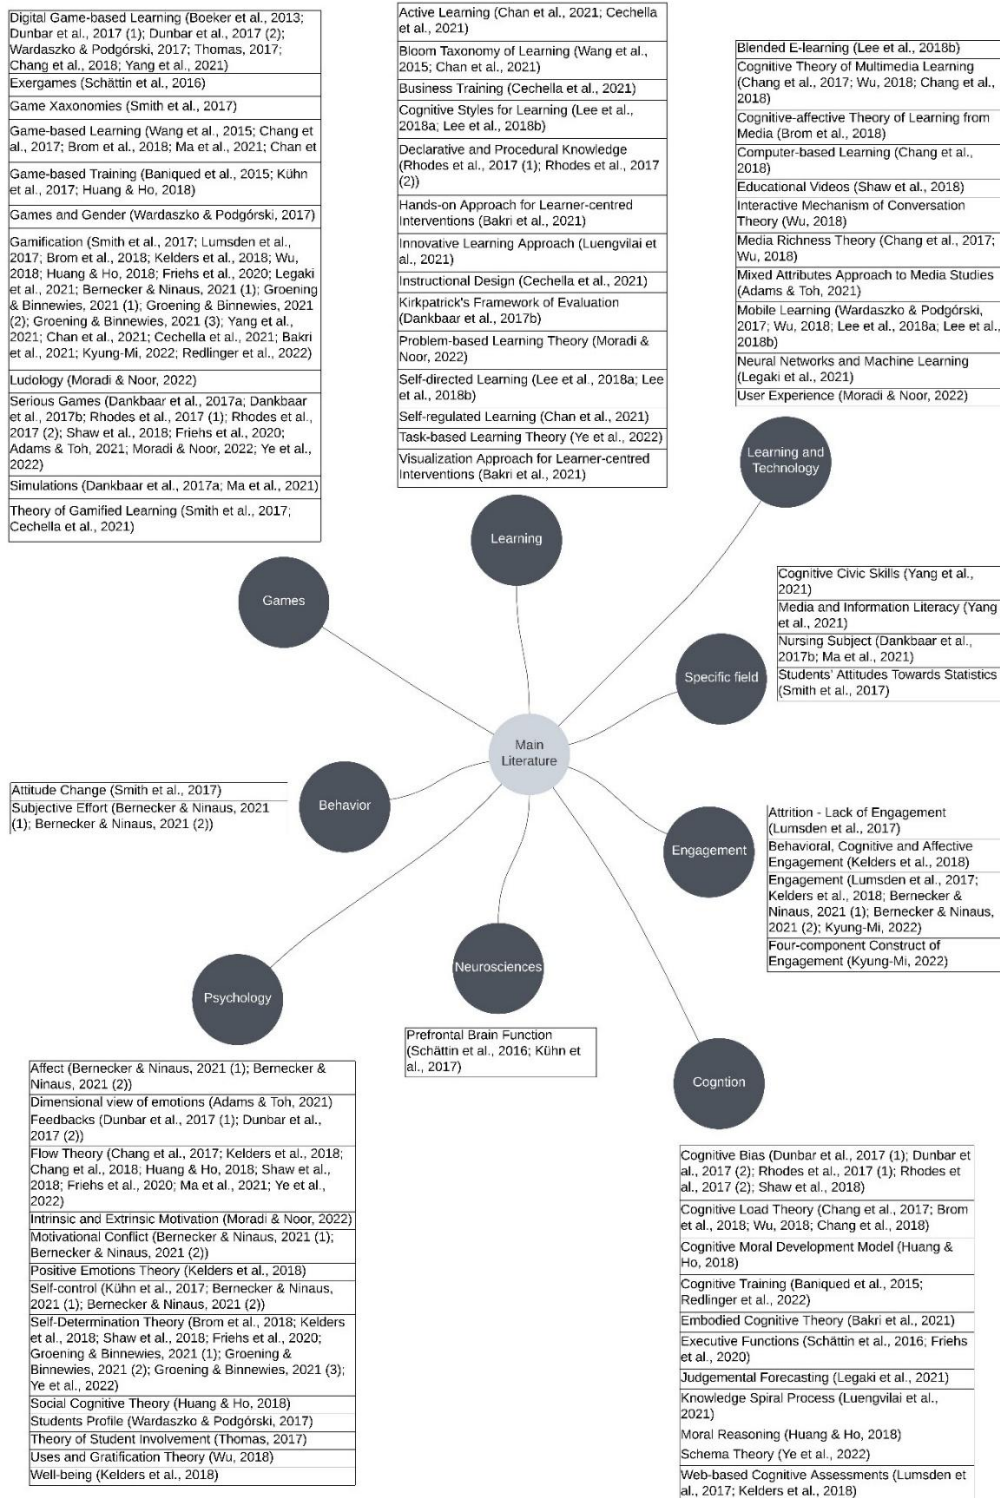 Digital Game-based Learning (Boeker et al., 2013;
Dunbar et al., 2017 (1); Dunbar et al., 2017 (2);
Wardaszko & Podgórski, 2017; Thomas, 2017;
Chang et al., 2018; Yang et al., 2021)
Exergames (Schättin et al., 2016)
Game Xaxonomies (Smith et al., 2017)
Game-based Learning (Wang et al., 2015; Chang et
al., 2017; Brom et al., 2018; Ma et al., 2021; Chan et
Game-based Training (Baniqued et al., 2015; Kühn
et al., 2017; Huang & Ho, 2018)
Games and Gender (Wardaszko & Podgórski, 2017)
Gamification (Smith et al., 2017; Lumsden et al.,
2017; Brom et al., 2018; Kelders et al., 2018; Wu,
2018; Huang & Ho, 2018; Friehs et al., 2020; Legaki
et al., 2021; Bernecker & Ninaus, 2021 (1); Groening
& Binnewies, 2021 (1); Groening & Binnewies, 2021
(2); Groening & Binnewies, 2021 (3); Yang et al.,
2021; Chan et al., 2021; Cechella et al., 2021; Bakri
et al., 2021; Kyung-Mi, 2022; Redlinger et al., 2022)
Ludology (Moradi & Noor, 2022)
Serious Games (Dankbaar et al., 2017a; Dankbaar
et al., 2017b; Rhodes et al., 2017 (1); Rhodes et al.,
2017 (2); Shaw et al., 2018; Friehs et al., 2020;
Adams & Toh, 2021; Moradi & Noor, 2022; Ye et al.,
2022)
Simulations (Dankbaar et al., 2017a; Ma et al., 2021)
Theory of Gamified Learning (Smith et al., 2017;
Cechella et al., 2021)
Games
Active Learning (Chan et al., 2021; Cechella
et al., 2021)
Bloom Taxonomy of Learning (Wang et al.,
2015; Chan et al., 2021)
Business Training (Cechella et al., 2021)
Cognitive Styles for Learning (Lee et al.,
2018a; Lee et al., 2018b)
Declarative and Procedural Knowledge
(Rhodes et al., 2017 (1); Rhodes et al., 2017
(2))
Hands-on Approach for Learner-centred
Interventions (Bakri et al., 2021)
Innovative Learning Approach (Luengvilai et
al., 2021)
Instructional Design (Cechella et al., 2021)
Kirkpatrick's Framework of Evaluation
(Dankbaar et al., 2017b)
Problem-based Learning Theory (Moradi &
Noor, 2022)
Self-directed Learning (Lee et al., 2018a; Lee
et al., 2018b)
Self-regulated Learning (Chan et al., 2021)
Task-based Learning Theory (Ye et al., 2022)
Visualization Approach for Learner-centred
Interventions (Bakri et al., 2021)
Learning
Blended E-learning (Lee et al., 2018b)
Cognitive Theory of Multimedia Learning
(Chang et al., 2017; Wu, 2018; Chang et al.,
2018)
Cognitive-affective Theory of Learning from
Media (Brom et al., 2018)
Computer-based Learning (Chang et al.,
2018)
Educational Videos (Shaw et al., 2018)
Interactive Mechanism of Conversation
Theory (Wu, 2018)
Media Richness Theory (Chang et al., 2017;
Wu, 2018)
Mixed Attributes Approach to Media Studies
(Adams & Toh, 2021)
Mobile Learning (Wardaszko & Podgórski,
2017; Wu, 2018; Lee et al., 2018a; Lee et al.,
2018b)
Neural Networks and Machine Learning
(Legaki et al., 2021)
User Experience (Moradi & Noor, 2022)
Learning and
Technology
Cognitive Civic Skills (Yang et al.,
2021)
Media and Information Literacy (Yang
et al., 2021)
Nursing Subject (Dankbaar et al.,
2017b; Ma et al., 2021)
Students' Attitudes Towards Statistics
(Smith et al., 2017)
Specific field
Main
Literature
Attitude Change (Smith et al., 2017)
Subjective Effort (Bernecker & Ninaus, 2021
(1); Bernecker & Ninaus, 2021 (2))
Behavior
Engagement
Attrition - Lack of Engagement
(Lumsden et al., 2017)
Behavioral, Cognitive and Affective
Engagement (Kelders et al., 2018)
Engagement (Lumsden et al., 2017;
Kelders et al., 2018; Bernecker &
Ninaus, 2021 (1); Bernecker & Ninaus,
2021 (2); Kyung-Mi, 2022)
Four-component Construct of
Engagement (Kyung-Mi, 2022)
Psychology
Affect (Bernecker & Ninaus, 2021 (1); Bernecker &
Ninaus, 2021 (2))
Dimensional view of emotions (Adams & Toh, 2021)
Feedbacks (Dunbar et al., 2017 (1); Dunbar et al.,
2017 (2))
Flow Theory (Chang et al., 2017; Kelders et al., 2018;
Chang et al., 2018; Huang & Ho, 2018; Shaw et al.,
2018; Friehs et al., 2020; Ma et al., 2021; Ye et al.,
2022)
Intrinsic and Extrinsic Motivation (Moradi & Noor, 2022)
Motivational Conflict (Bernecker & Ninaus, 2021 (1);
Bernecker & Ninaus, 2021 (2))
Positive Emotions Theory (Kelders et al., 2018)
Self-control (Kühn et al., 2017; Bernecker & Ninaus,
2021 (1); Bernecker & Ninaus, 2021 (2))
Self-Determination Theory (Brom et al., 2018; Kelders
et al., 2018; Shaw et al., 2018; Friehs et al., 2020;
Groening & Binnewies, 2021 (1); Groening &
Binnewies, 2021 (2); Groening & Binnewies, 2021 (3);
Ye et al., 2022)
Social Cognitive Theory (Huang & Ho, 2018)
Students Profile (Wardaszko & Podgórski, 2017)
Theory of Student Involvement (Thomas, 2017)
Uses and Gratification Theory (Wu, 2018)
Well-being (Kelders et al., 2018)
Neurosciences
Prefrontal Brain Function
(Schättin et al., 2016; Kühn et
al., 2017)
Cogntion
Cognitive Bias (Dunbar et al., 2017 (1); Dunbar et
al., 2017 (2); Rhodes et al., 2017 (1); Rhodes et
al., 2017 (2); Shaw et al., 2018)
Cognitive Load Theory (Chang et al., 2017; Brom
et al., 2018; Wu, 2018; Chang et al., 2018)
Cognitive Moral Development Model (Huang &
Ho, 2018)
Cognitive Training (Baniqued et al., 2015;
Redlinger et al., 2022)
Embodied Cognitive Theory (Bakri et al., 2021)
Executive Functions (Schättin et al., 2016; Friehs
et al., 2020)
Judgemental Forecasting (Legaki et al., 2021)
Knowledge Spiral Process (Luengvilai et al.,
2021)
Moral Reasoning (Huang & Ho, 2018)
Schema Theory (Ye et al., 2022)
Web-based Cognitive Assessments (Lumsden et
al., 2017; Kelders et al., 2018)